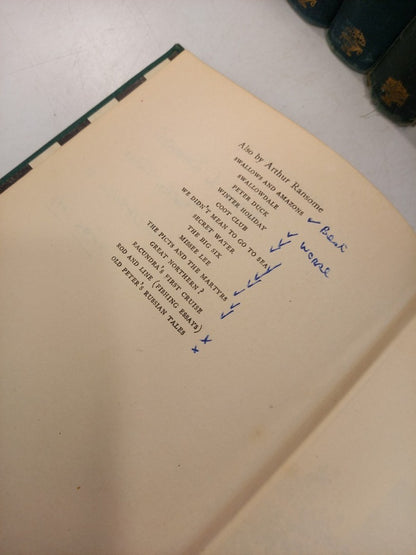 Also by Arthur Ransome
SWALLOWS AND AMAZONS ✓ Best
SWALLOWDALE
PETER DUCK ✓
WINTER HOLIDAY ✓ worse
COOT CLUB ✓
WE DIDN'T MEAN TO GO TO SEA
SECRET WATER ✓
THE BIG SIX ✓
MISSEE LEE ✓
THE PICTS AND THE MARTYRS ✓
GREAT NORTHERN? ✓
RACUNDRA'S FIRST CRUISE ✓
ROD AND LINE (FISHING ESSAYS) ×
OLD PETER'S RUSSIAN TALES ×